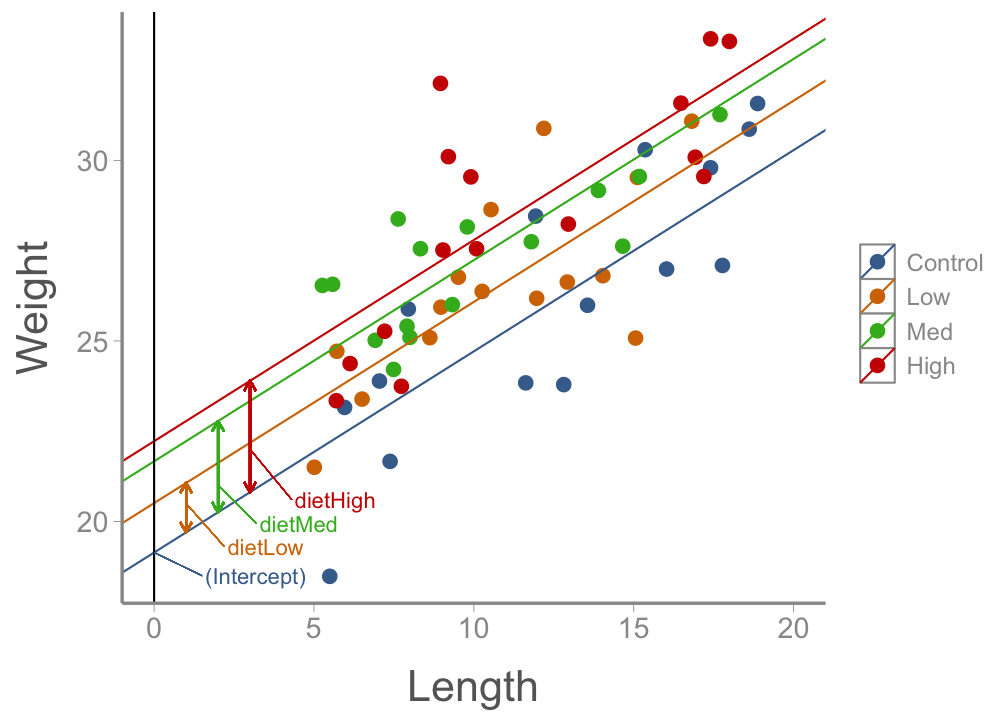 Weight
30
25
20
dietHigh
dietMed
dietLow
(Intercept)
0 5 10 15 20
Length
Control
Low
Med
High